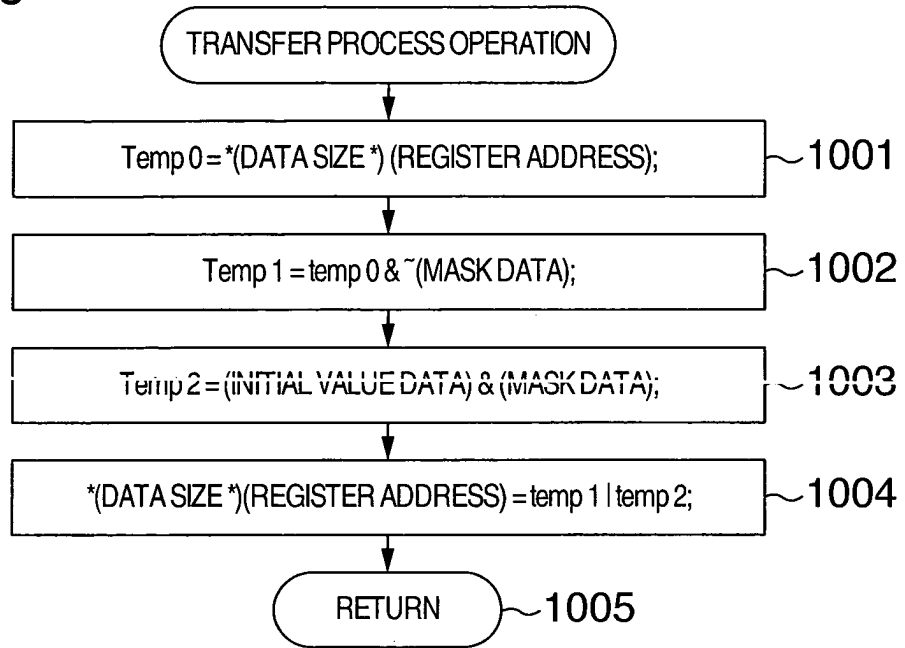 TRANSFER PROCESS OPERATION
Temp 0 = *(DATA SIZE *) (REGISTER ADDRESS);
1001
Temp 1 = temp 0 & ~(MASK DATA);
1002
Temp 2 = (INITIAL VALUE DATA) & (MASK DATA);
1003
*(DATA SIZE *)(REGISTER ADDRESS) = temp 1 | temp 2;
1004
RETURN
1005